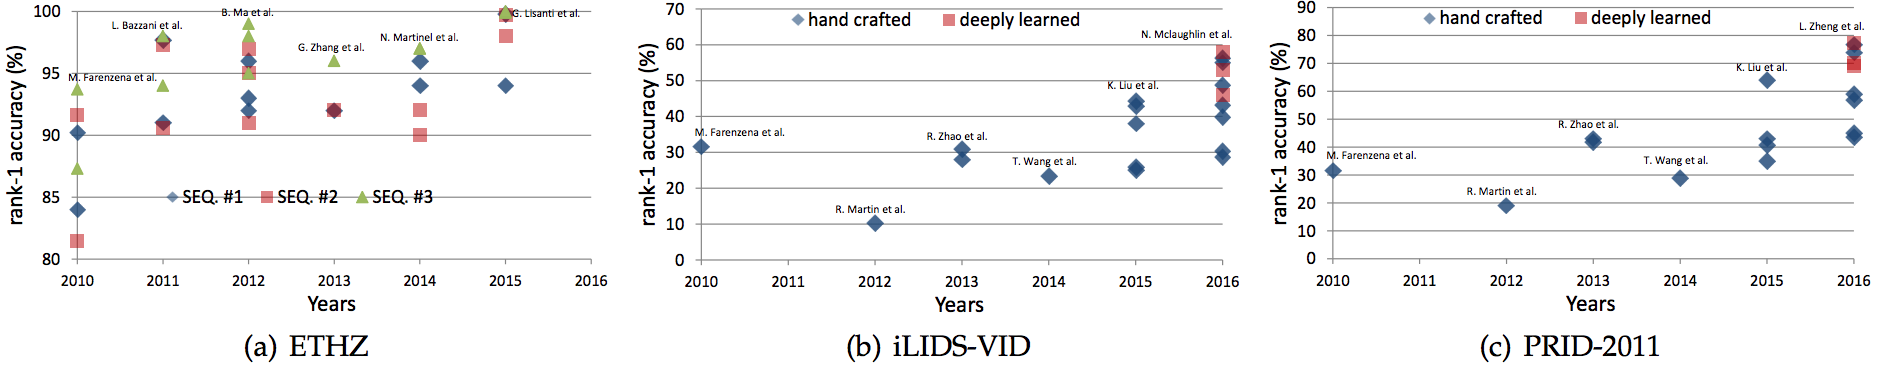 100
95
90
85
80
rank-1 accuracy (%)
L. Bazzani et al.
B. Ma et al.
G. Lisanti et al.
M. Farenzena et al.
G. Zhang et al.
N. Martinel et al.
SEQ. #1 SEQ. #2 SEQ. #3
2010 2011 2012 2013 2014 2015 2016
Years
(a) ETHZ
70
60
50
40
30
20
10
0
rank-1 accuracy (%)
hand crafted deeply learned
N. Mclaughlin et al.
K. Liu et al.
M. Farenzena et al.
R. Zhao et al.
T. Wang et al.
R. Martin et al.
2010 2011 2012 2013 2014 2015 2016
Years
(b) iLIDS-VID
90
80
70
60
50
40
30
20
10
0
rank-1 accuracy (%)
hand crafted deeply learned
L. Zheng et al.
K. Liu et al.
R. Zhao et al.
M. Farenzena et al.
T. Wang et al.
R. Martin et al.
2010 2011 2012 2013 2014 2015 2016
Years
(c) PRID-2011